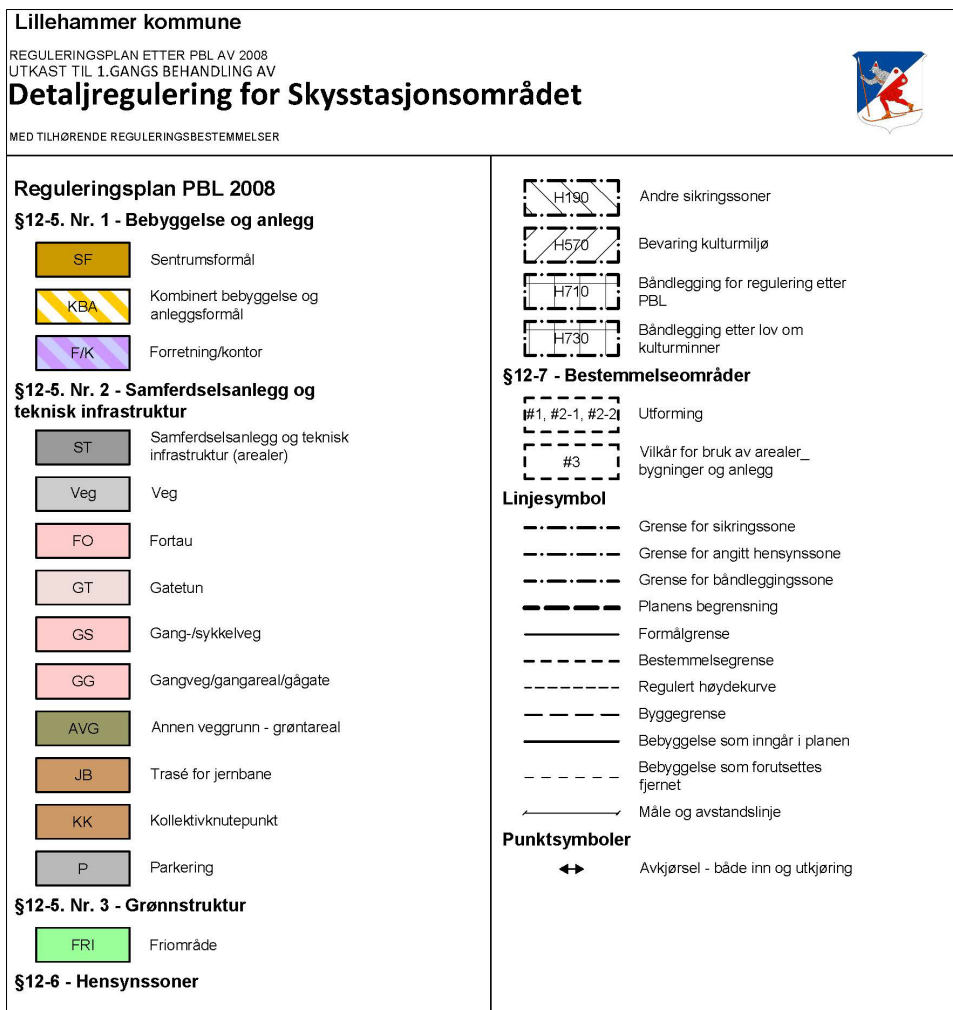 Lillehammer kommune
REGULERINGSPLAN ETTER PBL AV 2008
UTKAST TIL 1.GANGS BEHANDLING AV
Detaljregulering for Skysstasjonsområdet
MED TILHØRENDE REGULERINGSBESTEMMELSER
Reguleringsplan PBL 2008
§12-5. Nr. 1 - Bebyggelse og anlegg
SF Sentrumsformål
KBA Kombinert bebyggelse og
anleggsformål
F/K Forretning/kontor
§12-5. Nr. 2 - Samferdselsanlegg og
teknisk infrastruktur
ST Samferdselsanlegg og teknisk
infrastruktur (arealer)
Veg Veg
FO Fortau
GT Gatetun
GS Gang-/sykkelveg
GG Gangveg/gangareal/gågate
AVG Annen veggrunn - grøntareal
JB Trasé for jernbane
KK Kollektivknutepunkt
P Parkering
§12-5. Nr. 3 - Grønnstruktur
FRI Friområde
§12-6 - Hensynssoner
H190 Andre sikringssoner
H570 Bevaring kulturmiljø
H710 Båndlegging for regulering etter
PBL
H730 Båndlegging etter lov om
kulturminner
§12-7 - Bestemmelseområder
#1, #2-1, #2-2 Utforming
#3 Vilkår for bruk av arealer_
bygninger og anlegg
Linjesymbol
Grense for sikringssone
Grense for angitt hensynssone
Grense for båndleggingssone
Planens begrensning
Formålgrense
Bestemmelsegrense
Regulert høydekurve
Byggegrense
Bebyggelse som inngår i planen
Bebyggelse som forutsettes
fjernet
Måle og avstandslinje
Punktsymboler
Avkjørsel - både inn og utkjøring